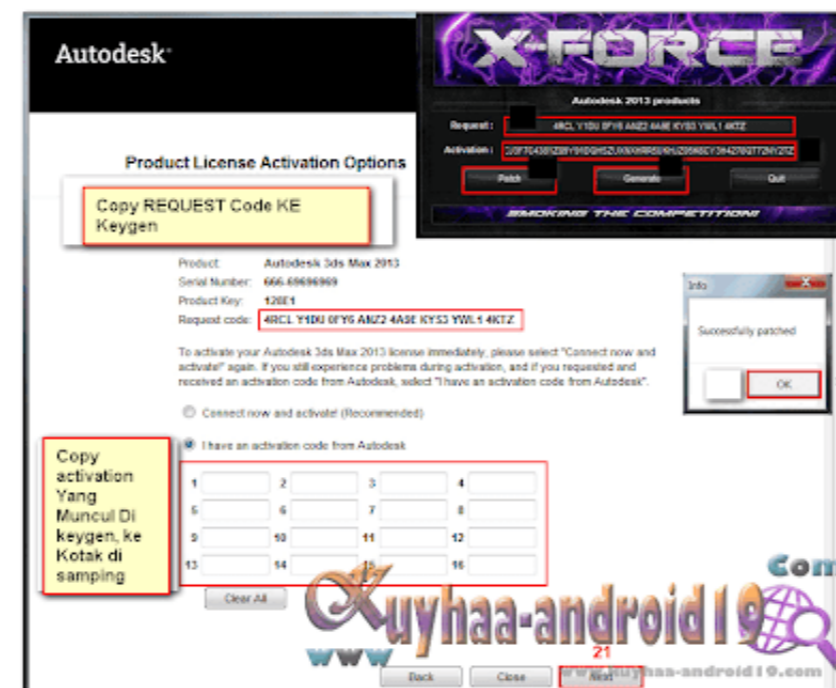 Autodesk
X-FORCE
Autodesk 2013 products
Request :
Activation :
Patch
Generate
Quit
SMOKING THE COMPETITION!
Product License Activation Options
Copy REQUEST Code KE
Keygen
Product: Autodesk 3ds Max 2013
Serial Number: 666-69696969
Product Key: 128E1
Request code:
Info
Successfully patched
OK
To activate your Autodesk 3ds Max 2013 license immediately, please select "Connect now and
activate!" again. If you still experience problems during activation, and if you requested and
received an activation code from Autodesk, select "I have an activation code from Autodesk".
Connect now and activate! (Recommended)
I have an activation code from Autodesk
Copy
activation
Yang
Muncul Di
keygen, ke
Kotak di
samping
1 2 3 4
5 6 7 8
9 10 11 12
13 14 15 16
Clear All
Com
Kuyhaa-android19
www
21
Back
Close
Next
www.kuyhaa-android19.com